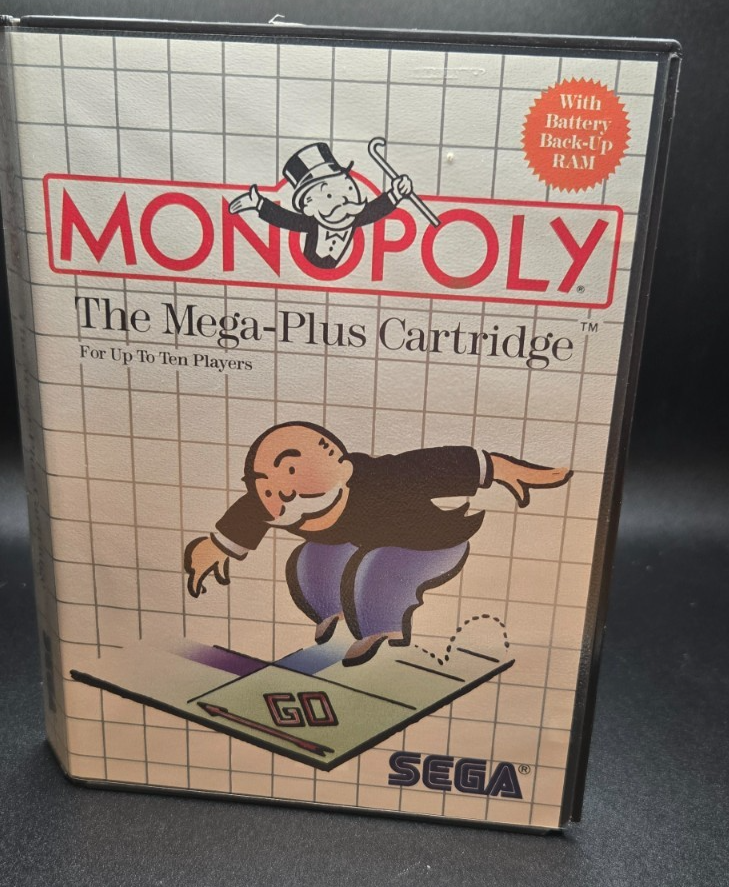 With
Battery
Back-Up
RAM
MONOPOLY®
The Mega-Plus Cartridge™
For Up To Ten Players
GO
SEGA®